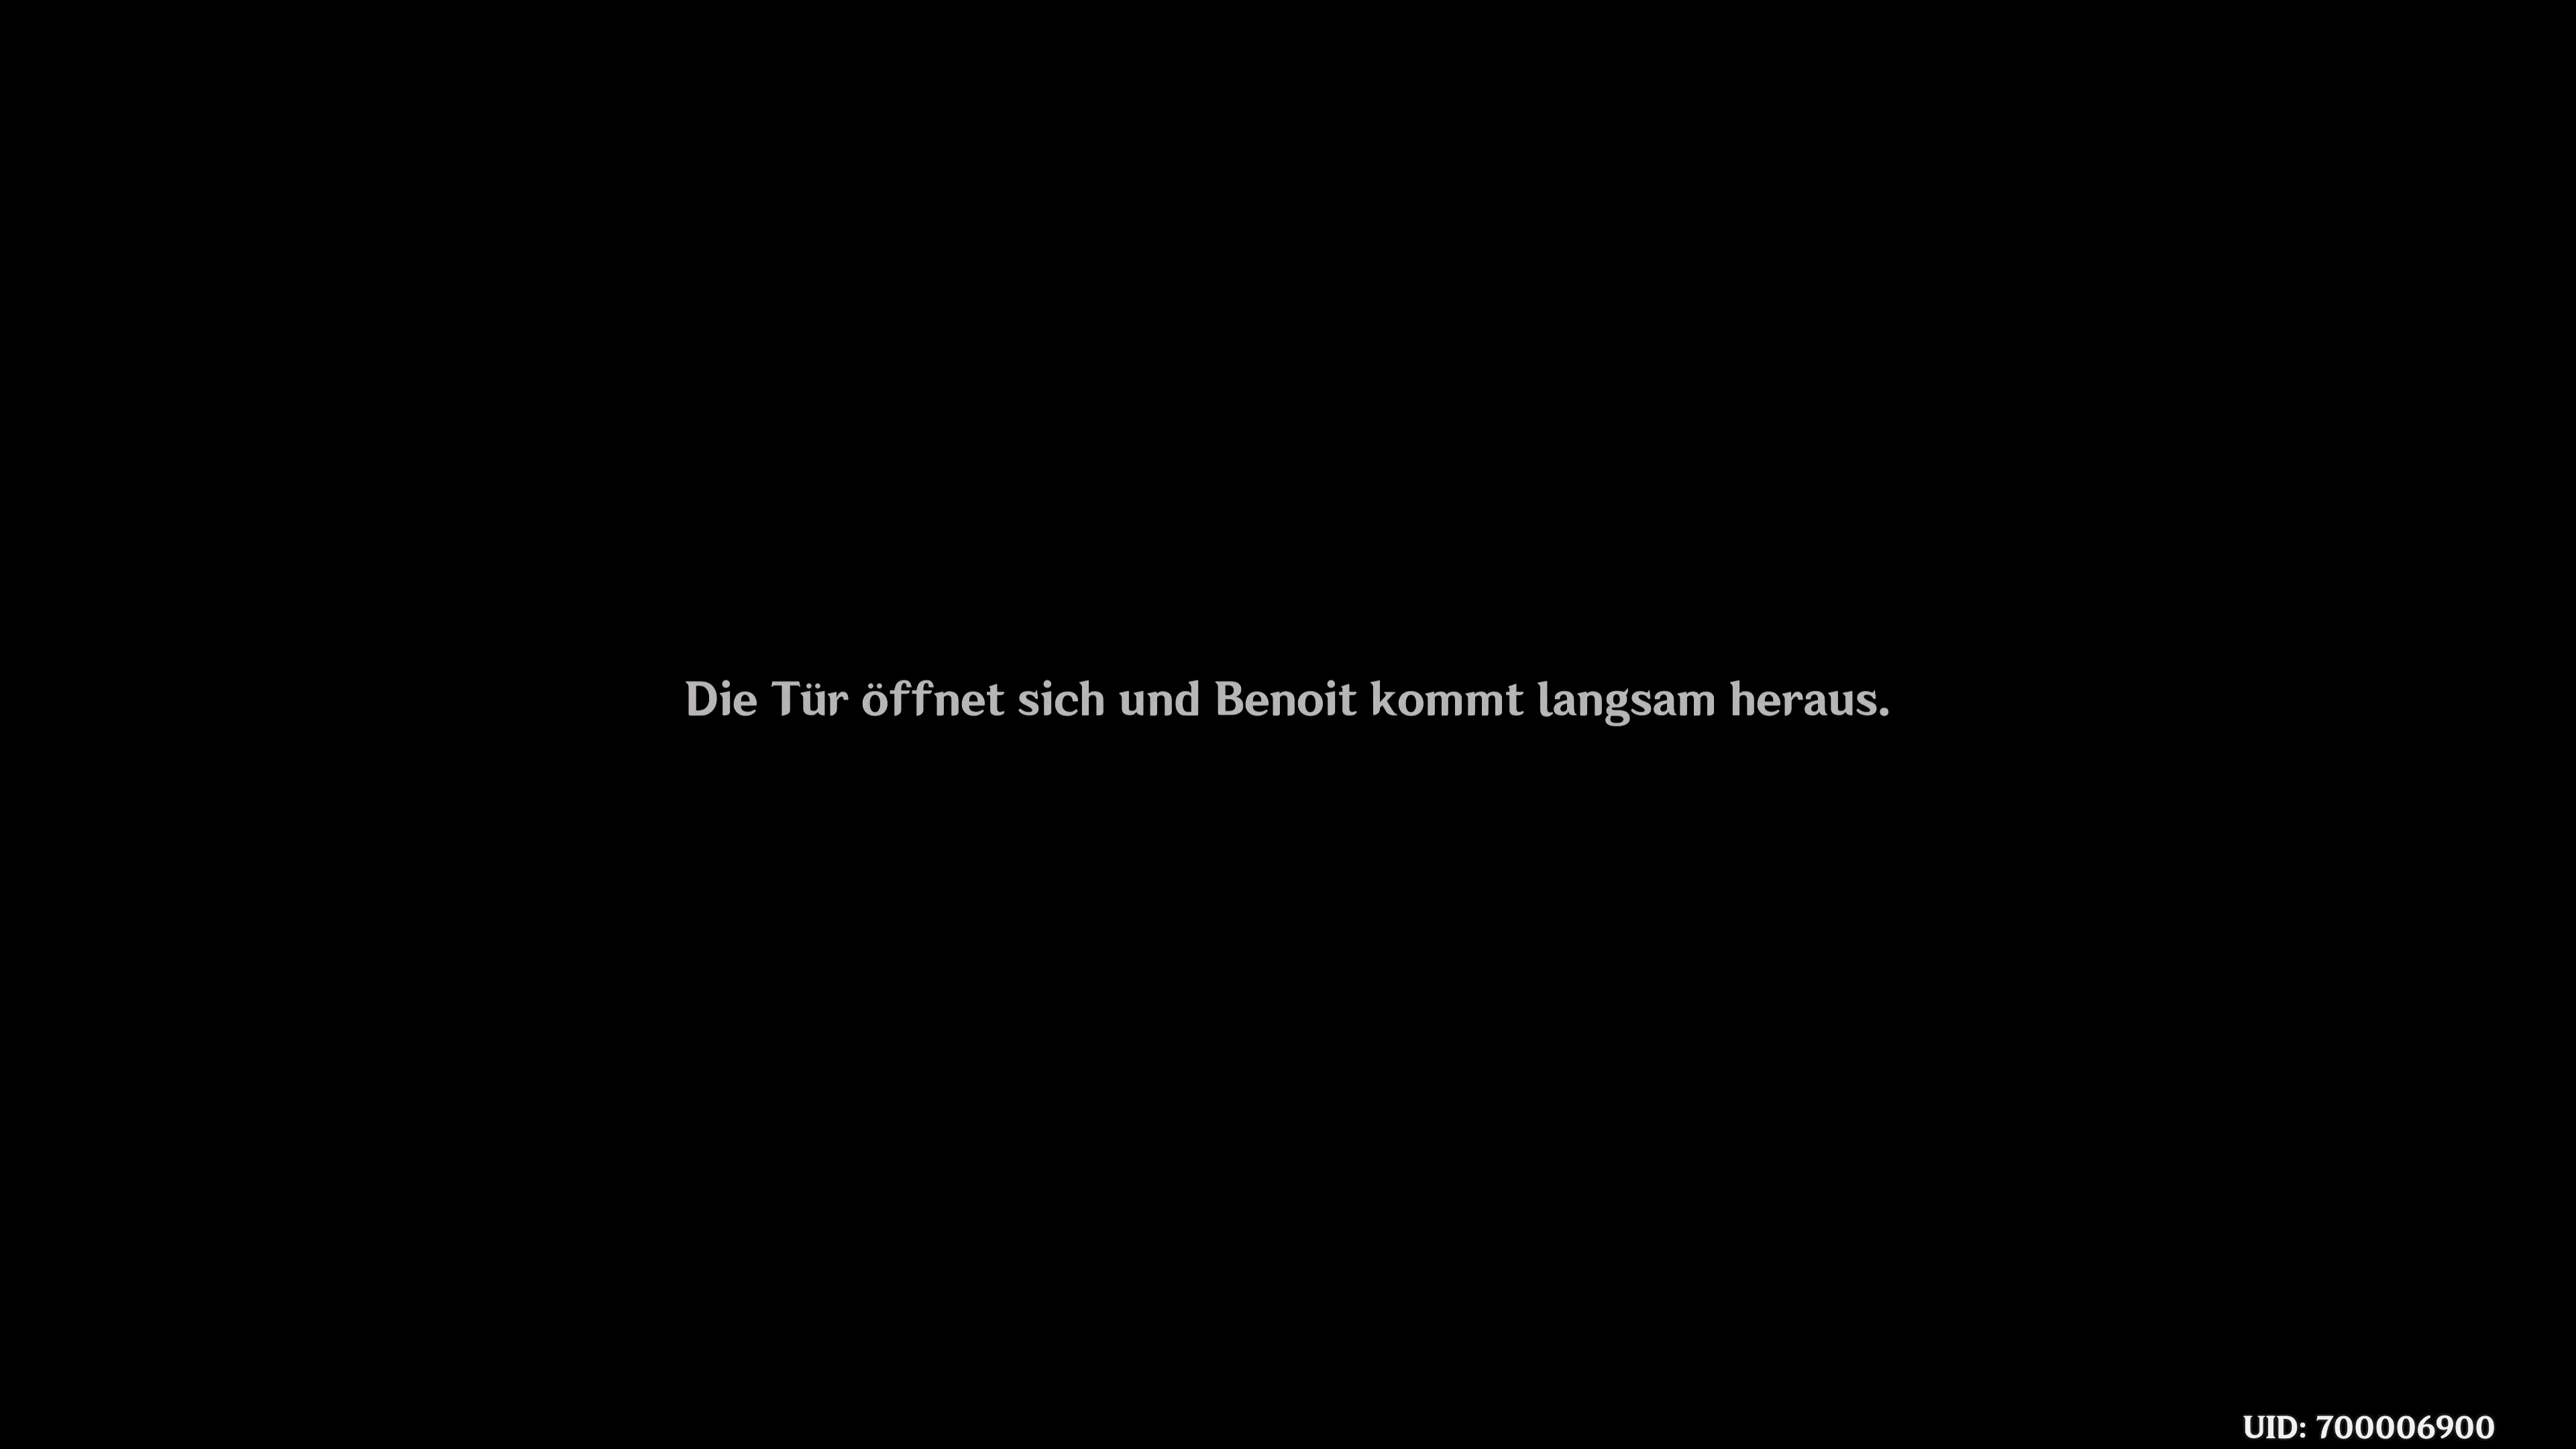 Die Tür öffnet sich und Benoit kommt langsam heraus.
UID: 700006900